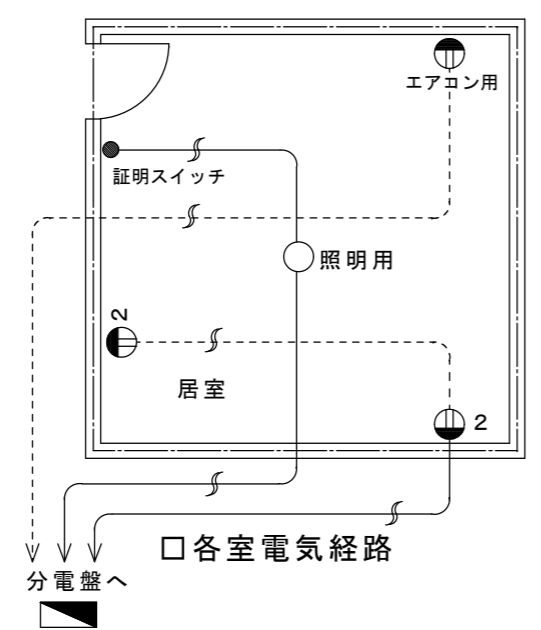 エアコン用
証明スイッチ
照明用
2
居室
2
□各室電気経路
分電盤へ